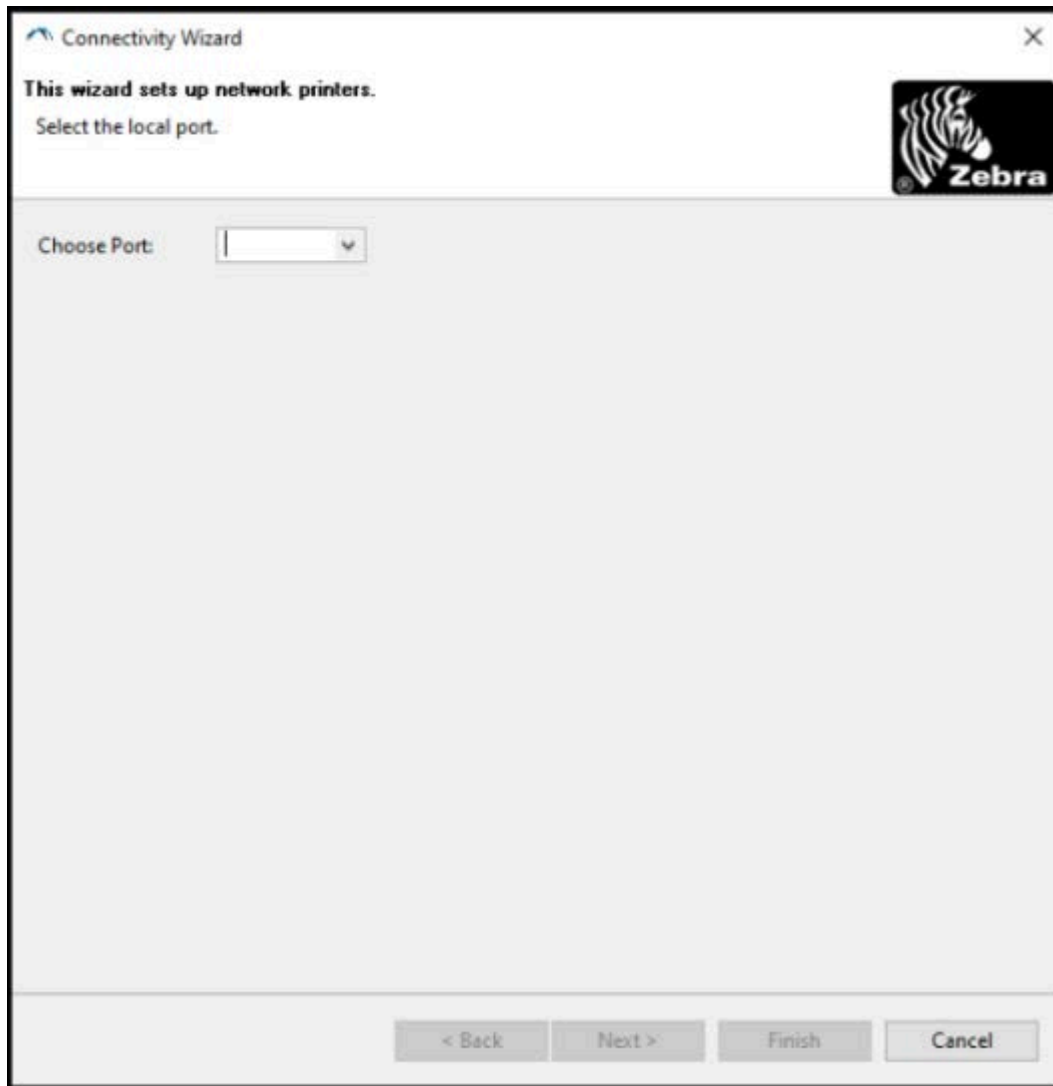 Connectivity Wizard
This wizard sets up network printers.
Select the local port.
® Zebra
Choose Port:
< Back Next > Finish Cancel